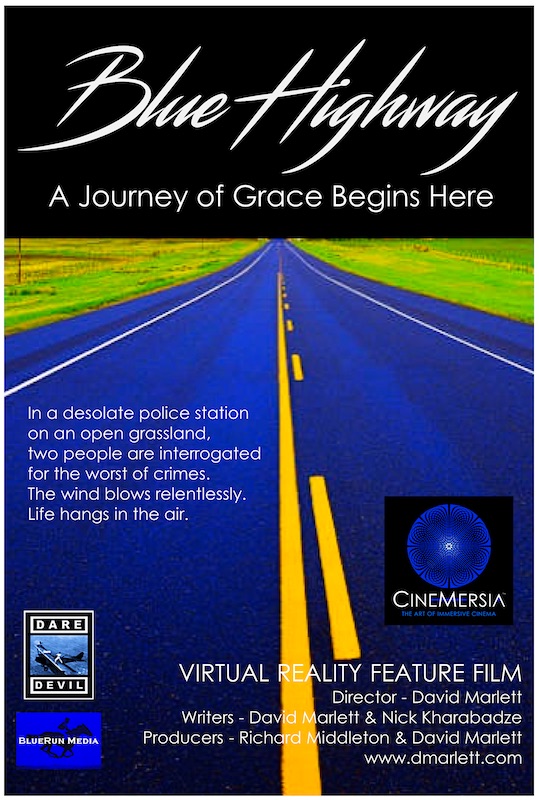 Blue Highway
A Journey of Grace Begins Here
In a desolate police station
on an open grassland,
two people are interrogated
for the worst of crimes.
The wind blows relentlessly.
Life hangs in the air.
CINEMERSIA™
THE ART OF IMMERSIVE CINEMA
DARE
DEVIL
BLUERUN MEDIA
VIRTUAL REALITY FEATURE FILM
Director - David Marlett
Writers - David Marlett & Nick Kharabadze
Producers - Richard Middleton & David Marlett
www.dmarlett.com